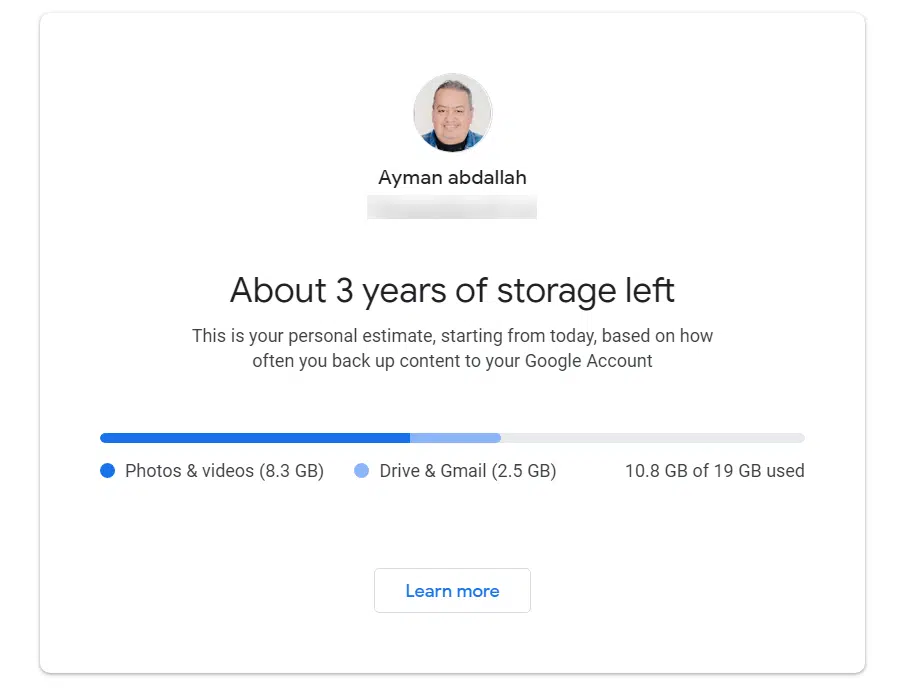 Ayman abdallah
About 3 years of storage left
This is your personal estimate, starting from today, based on how
often you back up content to your Google Account
Photos & videos (8.3 GB) Drive & Gmail (2.5 GB) 10.8 GB of 19 GB used
Learn more